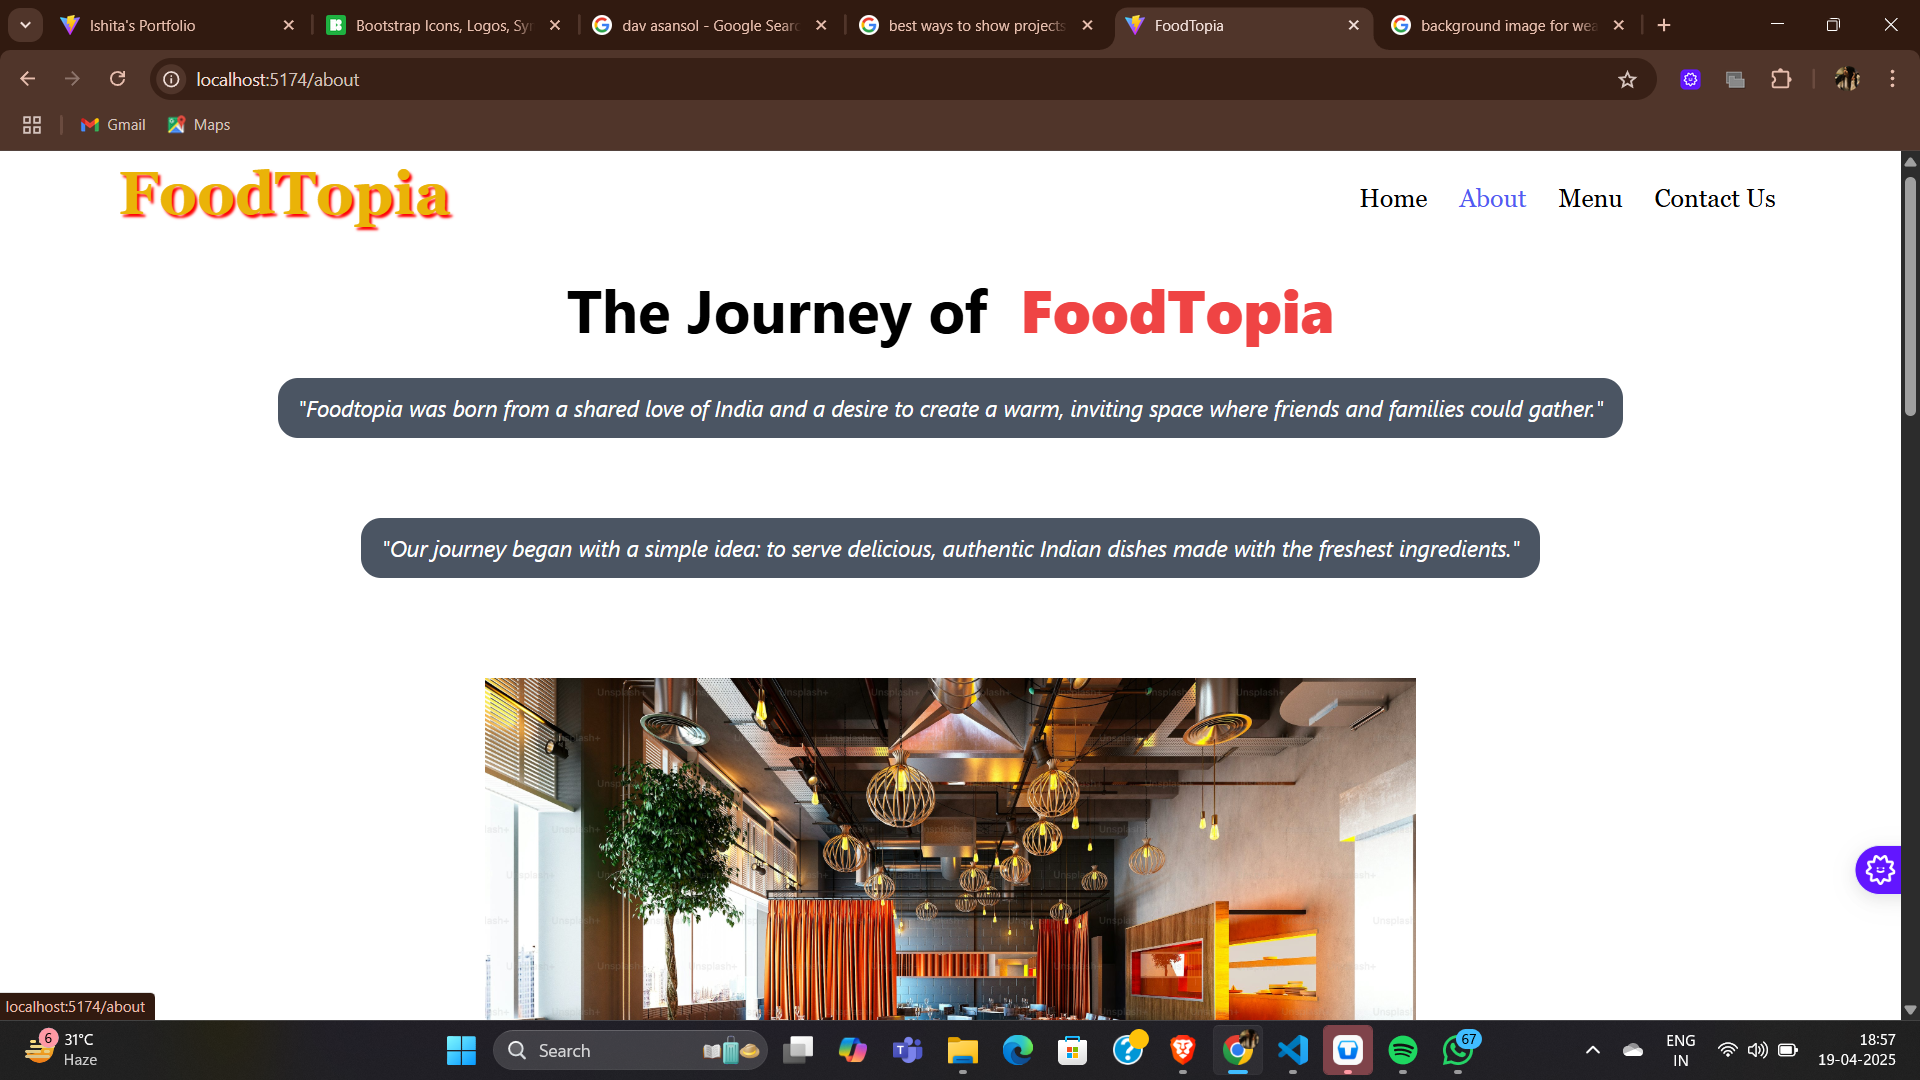 Ishita's Portfolio
Bootstrap Icons, Logos, Syr
dav asansol - Google Searc
best ways to show projects
FoodTopia
background image for wea
localhost:5174/about
Gmail
Maps
FoodTopia
Home
About
Menu
Contact Us
The Journey of FoodTopia
"Foodtopia was born from a shared love of India and a desire to create a warm, inviting space where friends and families could gather."
"Our journey began with a simple idea: to serve delicious, authentic Indian dishes made with the freshest ingredients."
Unsplash+
localhost:5174/about
6
31°C
Haze
Search
67
ENG
IN
18:57
19-04-2025